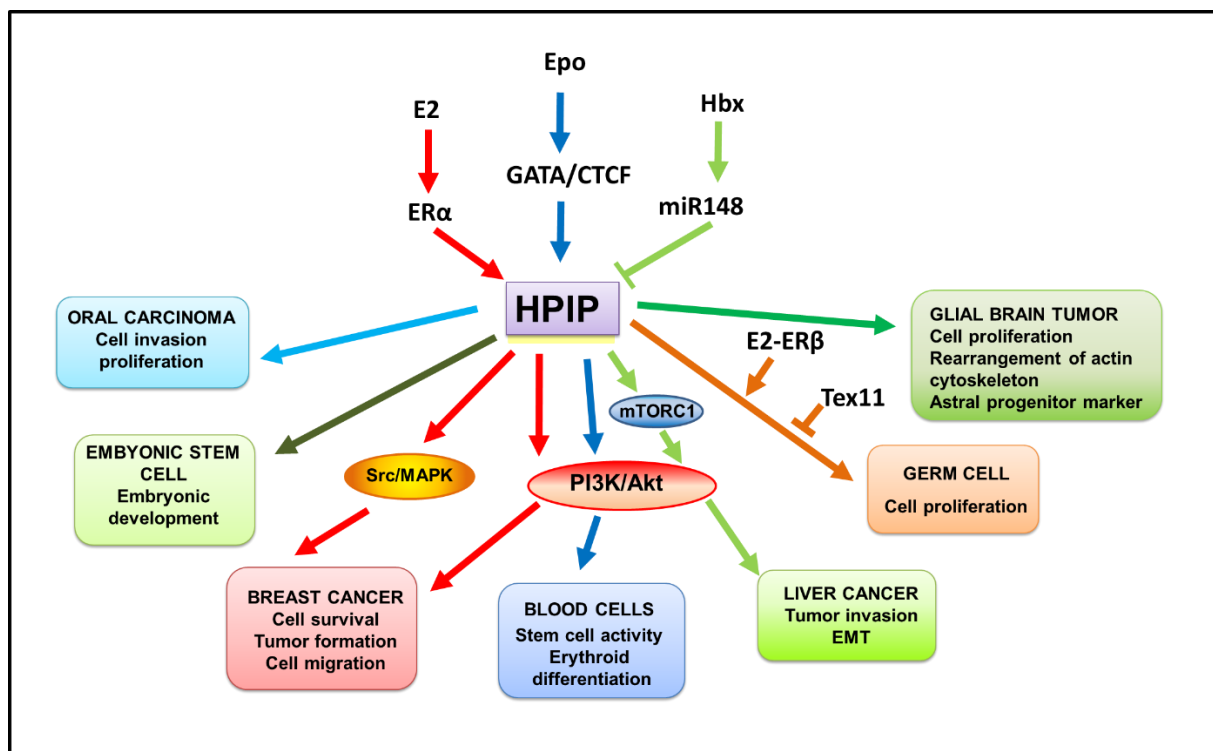 Epo
E2
Hbx
GATA/CTCF
ERα
miR148
HPIP
ORAL CARCINOMA
Cell invasion
proliferation
GLIAL BRAIN TUMOR
Cell proliferation
Rearrangement of actin
cytoskeleton
Astral progenitor marker
E2-ERβ
Tex11
mTORC1
EMBYONIC STEM
CELL
Embryonic
development
Src/MAPK
PI3K/Akt
GERM CELL
Cell proliferation
BREAST CANCER
Cell survival
Tumor formation
Cell migration
BLOOD CELLS
Stem cell activity
Erythroid
differentiation
LIVER CANCER
Tumor invasion
EMT